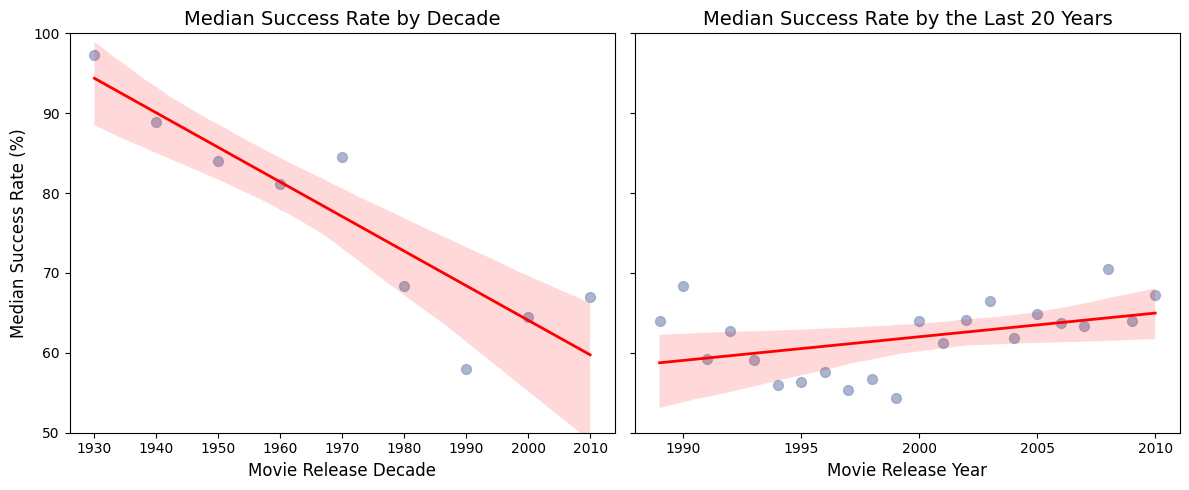 Median Success Rate by Decade
Median Success Rate by the Last 20 Years
Median Success Rate (%)
100
90
80
70
60
50
1930 1940 1950 1960 1970 1980 1990 2000 2010
1990 1995 2000 2005 2010
Movie Release Decade
Movie Release Year